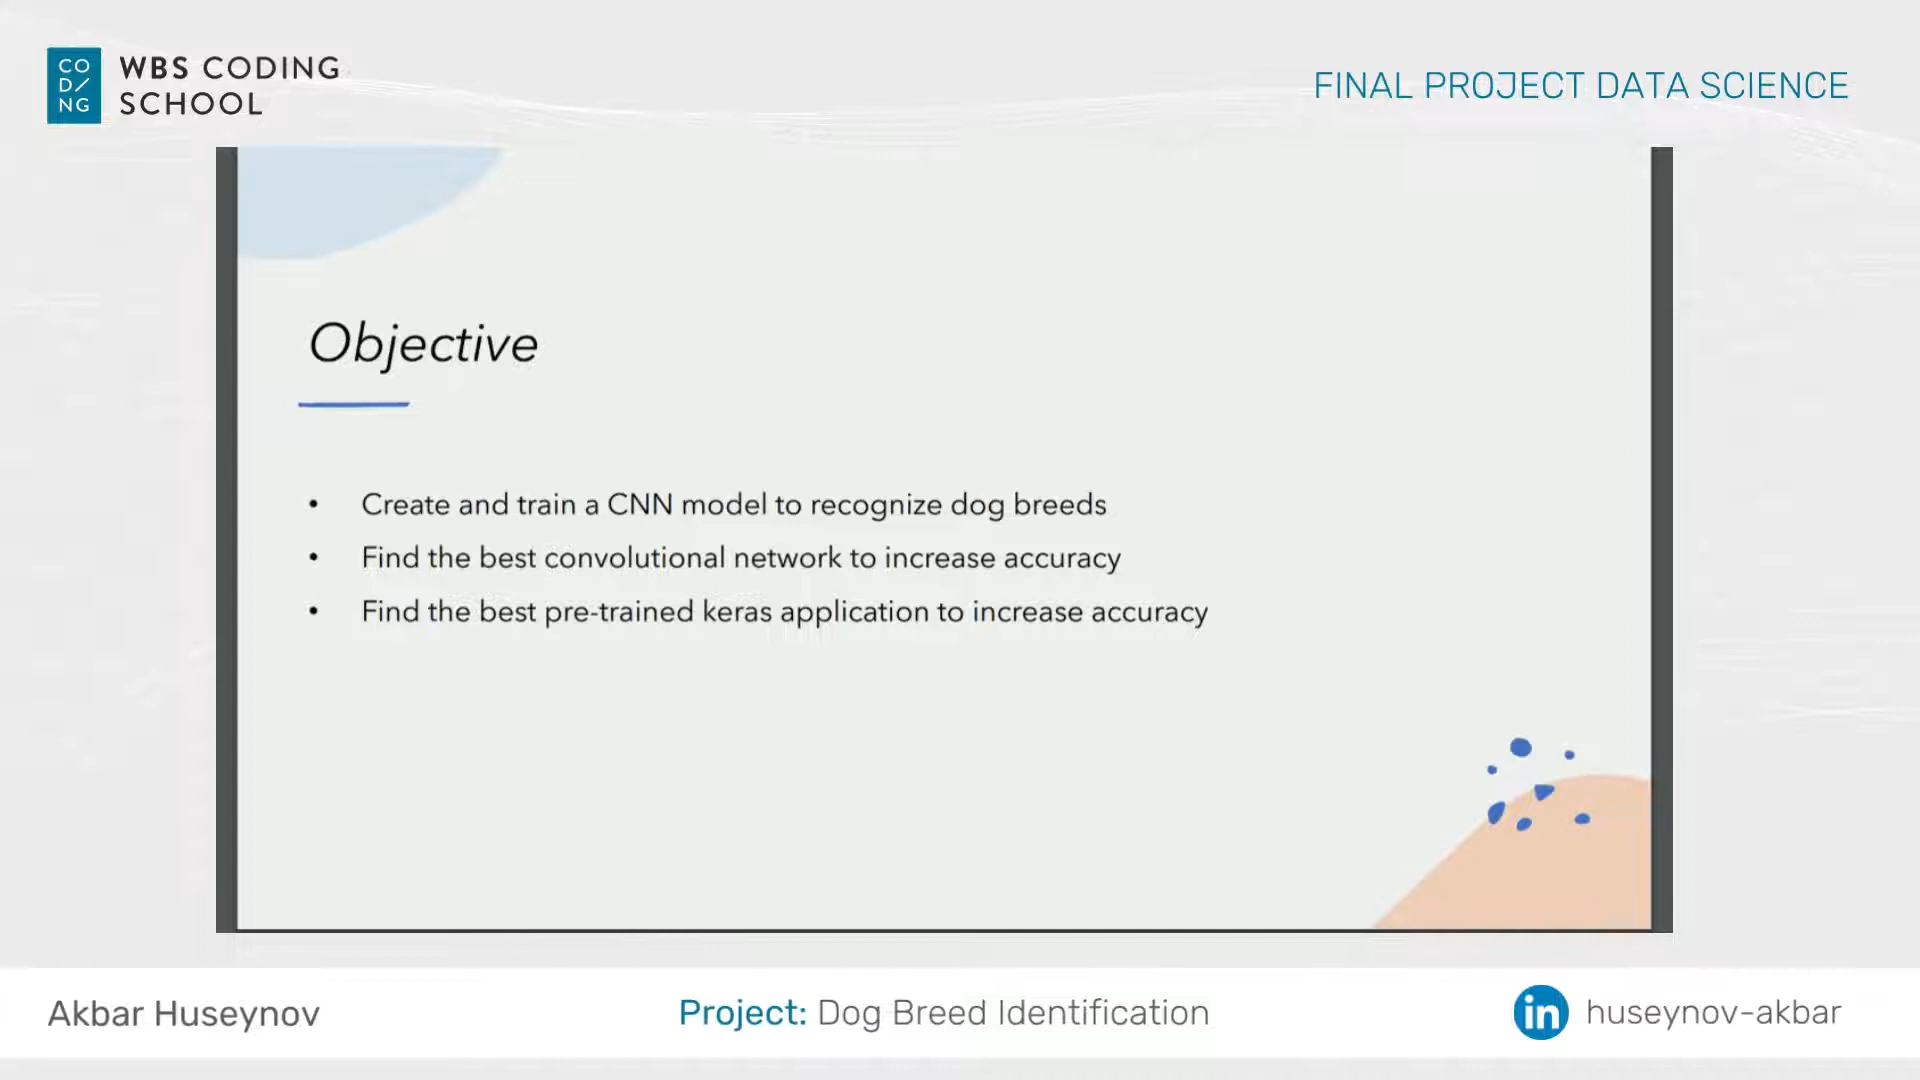 CO
D/
NG
WBS CODING
SCHOOL
FINAL PROJECT DATA SCIENCE
Objective
• Create and train a CNN model to recognize dog breeds
• Find the best convolutional network to increase accuracy
• Find the best pre-trained keras application to increase accuracy
Akbar Huseynov
Project: Dog Breed Identification
in huseynov-akbar